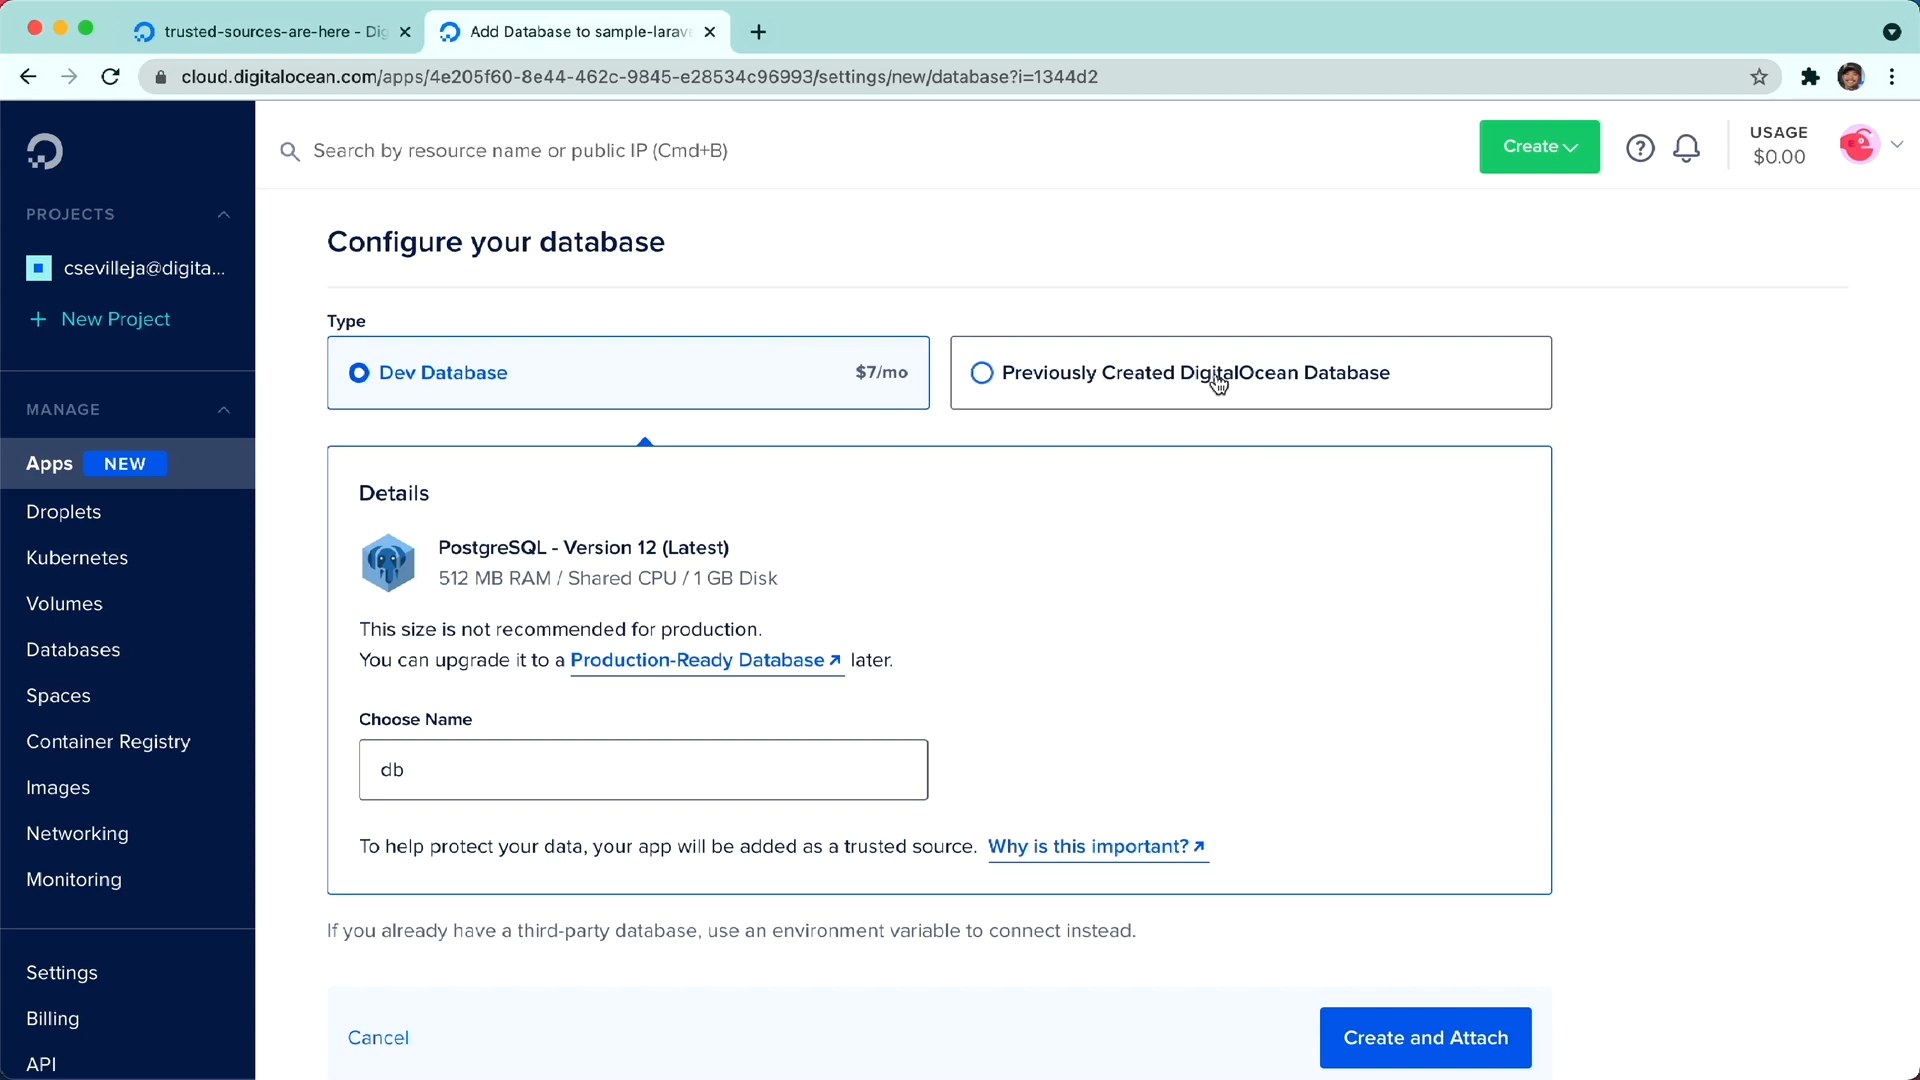 trusted-sources-are-here - Dig
Add Database to sample-larave
cloud.digitalocean.com/apps/4e205f60-8e44-462c-9845-e28534c96993/settings/new/database?i=1344d2
Search by resource name or public IP (Cmd+B)
Create
USAGE
$0.00
PROJECTS
csevilleja@digita...
+ New Project
MANAGE
Apps NEW
Droplets
Kubernetes
Volumes
Databases
Spaces
Container Registry
Images
Networking
Monitoring
Settings
Billing
API
Configure your database
Type
Dev Database $7/mo
Previously Created DigitalOcean Database
Details
PostgreSQL - Version 12 (Latest)
512 MB RAM / Shared CPU / 1 GB Disk
This size is not recommended for production.
You can upgrade it to a Production-Ready Database later.
Choose Name
db
To help protect your data, your app will be added as a trusted source. Why is this important?
If you already have a third-party database, use an environment variable to connect instead.
Cancel
Create and Attach